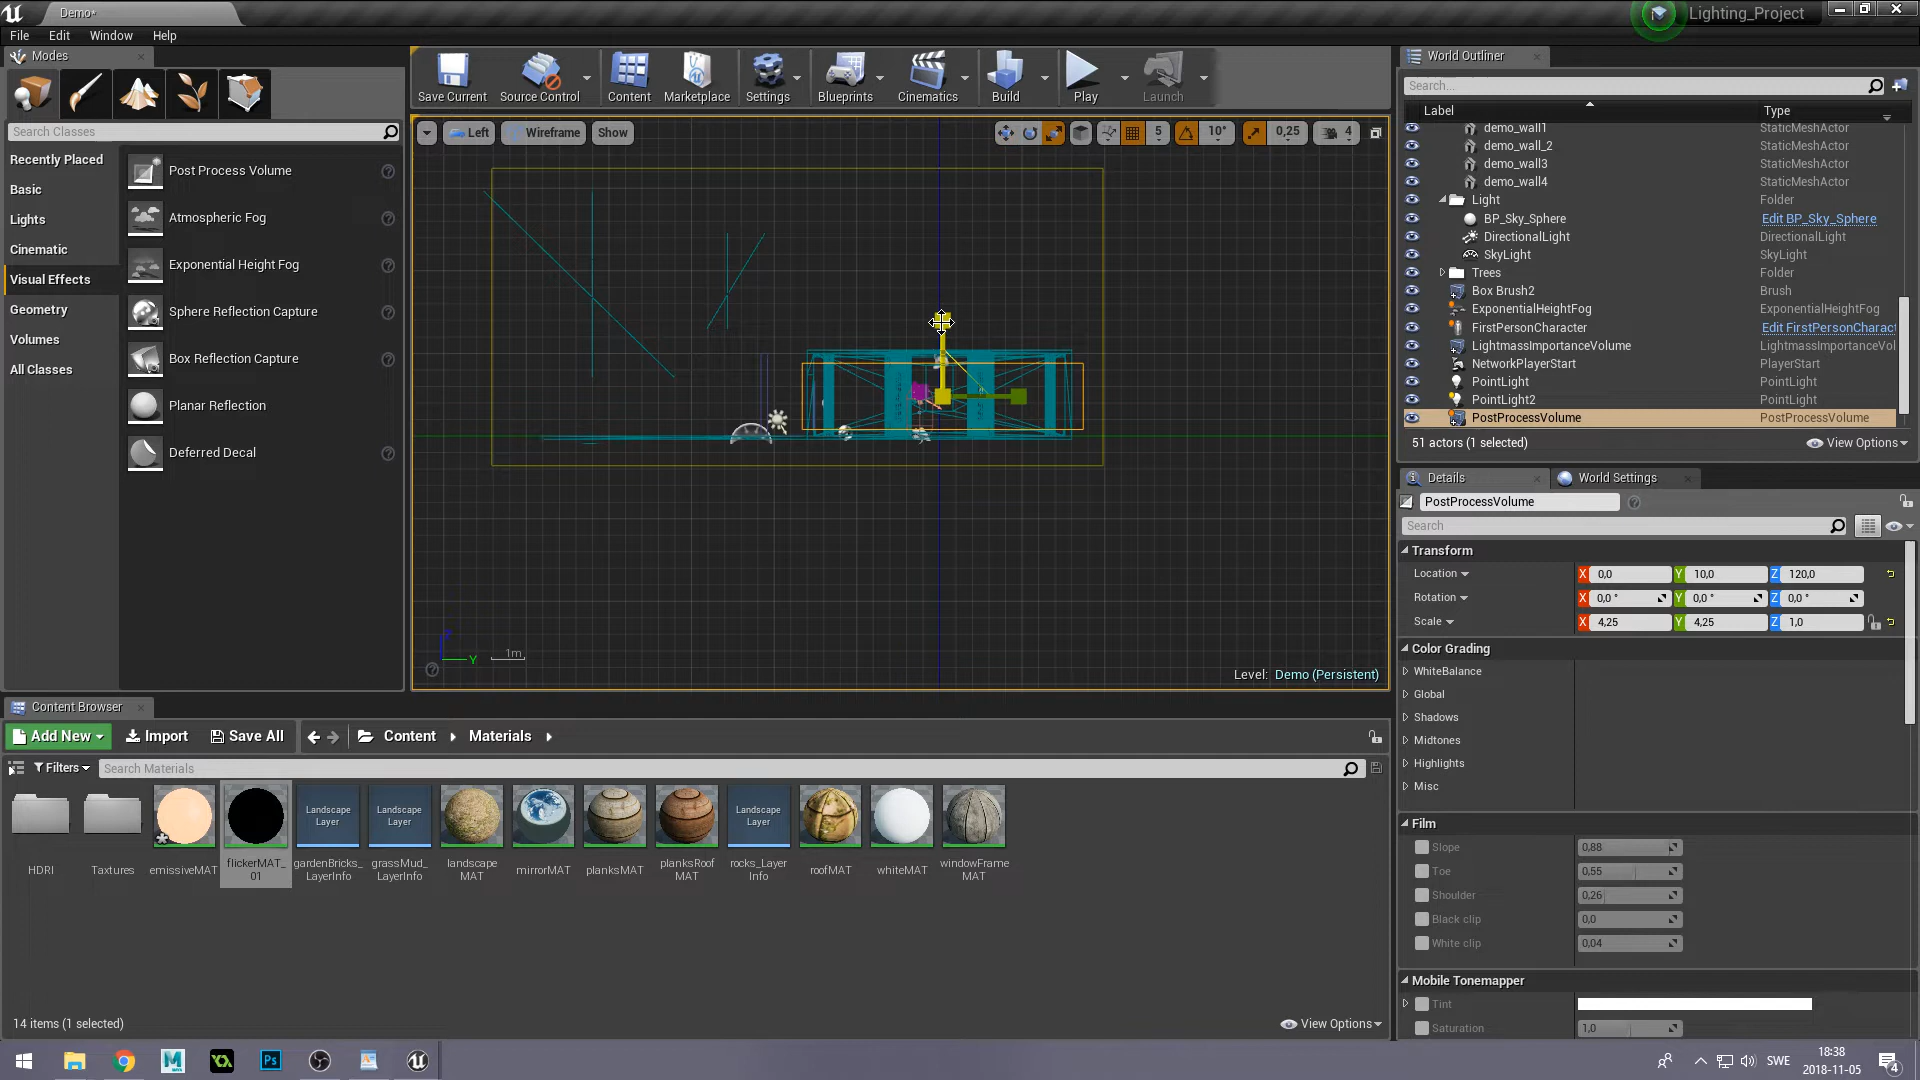 Demo*
Lighting_Project
File
Edit
Window
Help
Modes
Search Classes
Recently Placed
Basic
Lights
Cinematic
Visual Effects
Geometry
Volumes
All Classes
Post Process Volume
Atmospheric Fog
Exponential Height Fog
Sphere Reflection Capture
Box Reflection Capture
Planar Reflection
Deferred Decal
Save Current
Source Control
Content
Marketplace
Settings
Blueprints
Cinematics
Build
Play
Launch
Left
Wireframe
Show
5
10°
0,25
4
1m
Y
Level: Demo (Persistent)
World Outliner
Search...
Label
Type
demo_wall1 StaticMeshActor
demo_wall_2 StaticMeshActor
demo_wall3 StaticMeshActor
demo_wall4 StaticMeshActor
Light Folder
BP_Sky_Sphere Edit BP_Sky_Sphere
DirectionalLight DirectionalLight
SkyLight SkyLight
Trees Folder
Box Brush2 Brush
ExponentialHeightFog ExponentialHeightFog
FirstPersonCharacter Edit FirstPersonCharact
LightmassImportanceVolume LightmassImportanceVol
NetworkPlayerStart PlayerStart
PointLight PointLight
PointLight2 PointLight
PostProcessVolume PostProcessVolume
51 actors (1 selected)
View Options
Details
World Settings
PostProcessVolume
Search
Transform
Location X 0,0 Y 10,0 Z 120,0
Rotation X 0,0 ° Y 0,0 ° Z 0,0 °
Scale X 4,25 Y 4,25 Z 1,0
Color Grading
WhiteBalance
Global
Shadows
Midtones
Highlights
Misc
Film
Slope 0,88
Toe 0,55
Shoulder 0,26
Black clip 0,0
White clip 0,04
Mobile Tonemapper
Tint
Saturation 1,0
Content Browser
Add New
Import
Save All
Content
Materials
Filters
Search Materials
Landscape Layer
Landscape Layer
Landscape Layer
HDRI
Textures
emissiveMAT
flickerMAT_01
gardenBricks_LayerInfo
grassMud_LayerInfo
landscape MAT
mirrorMAT
planksMAT
planksRoof MAT
rocks_Layer Info
roofMAT
whiteMAT
windowFrame MAT
14 items (1 selected)
View Options
Ps
SWE
18:38
2018-11-05
4